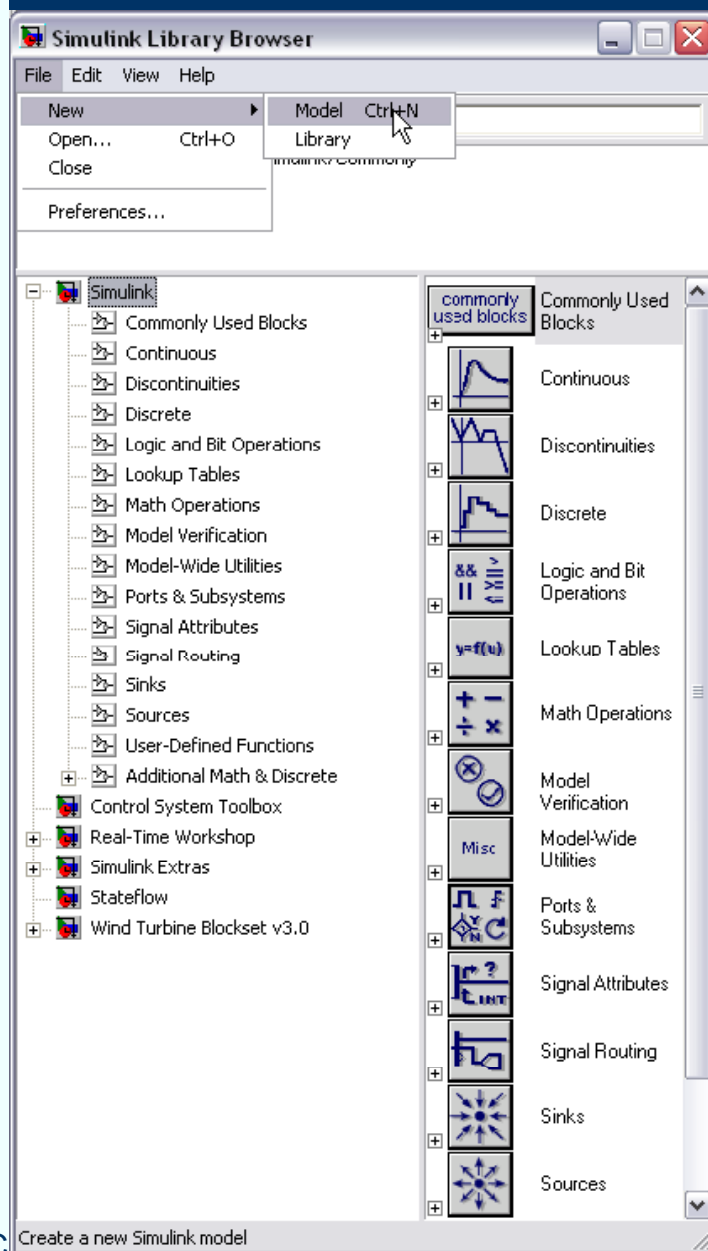 Simulink Library Browser
File Edit View Help
New Model Ctrl+N
Open... Ctrl+O Library
Close
Preferences...
Simulink
Commonly Used Blocks
Continuous
Discontinuities
Discrete
Logic and Bit Operations
Lookup Tables
Math Operations
Model Verification
Model-Wide Utilities
Ports & Subsystems
Signal Attributes
Signal Routing
Sinks
Sources
User-Defined Functions
Additional Math & Discrete
Control System Toolbox
Real-Time Workshop
Simulink Extras
Stateflow
Wind Turbine Blockset v3.0
commonly
used blocks
Commonly Used
Blocks
Continuous
Discontinuities
Discrete
&& >
|| >=
<=
Logic and Bit
Operations
y=f(u)
Lookup Tables
+ −
÷ ×
Math Operations
Model
Verification
Misc
Model-Wide
Utilities
Y
N
Ports &
Subsystems
?
t INT
Signal Attributes
Signal Routing
Sinks
Sources
Create a new Simulink model